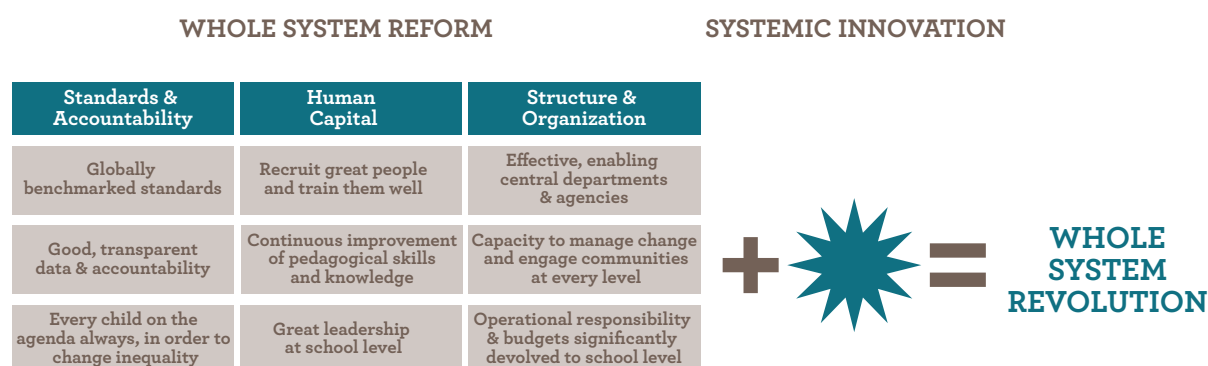 WHOLE SYSTEM REFORM
SYSTEMIC INNOVATION
Standards &
Accountability
Human
Capital
Structure &
Organization
Globally
benchmarked standards
Recruit great people
and train them well
Effective, enabling
central departments
& agencies
Good, transparent
data & accountability
Continuous improvement
of pedagogical skills
and knowledge
Capacity to manage change
and engage communities
at every level
Every child on the
agenda always, in order to
change inequality
Great leadership
at school level
Operational responsibility
& budgets significantly
devolved to school level
+
=
WHOLE
SYSTEM
REVOLUTION